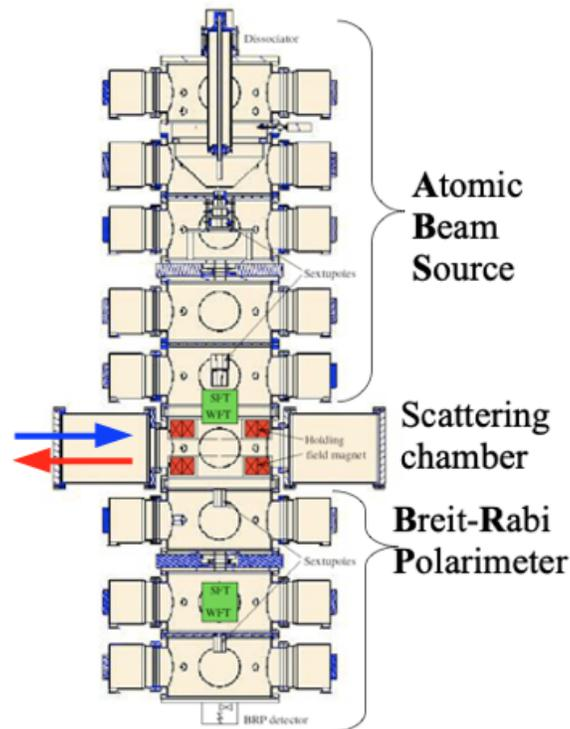 Dissociator
Atomic
Beam
Source
Sextupoles
SFT
WFT
Holding
field magnet
Scattering
chamber
Breit-Rabi
Polarimeter
Sextupoles
SFT
WFT
BRP detector